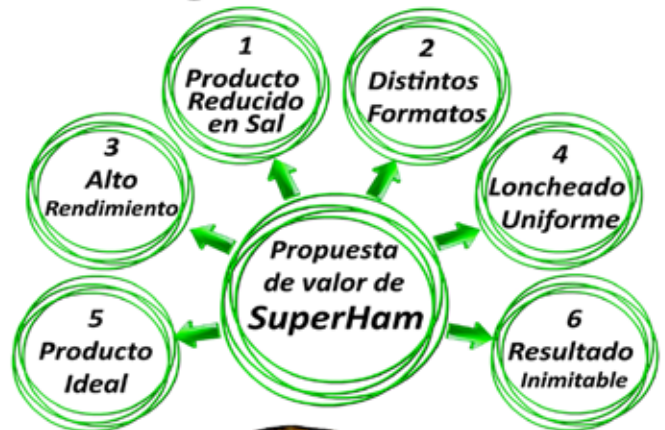 1
Producto
Reducido
en Sal
2
Distintos
Formatos
3
Alto
Rendimiento
4
Loncheado
Uniforme
Propuesta
de valor de
SuperHam
5
Producto
Ideal
6
Resultado
Inimitable